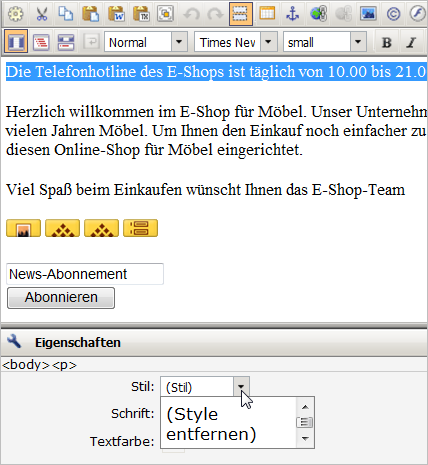 Normal Times Nev small B I
Die Telefonhotline des E-Shops ist täglich von 10.00 bis 21.0
Herzlich willkommen im E-Shop für Möbel. Unser Unternehm
vielen Jahren Möbel. Um Ihnen den Einkauf noch einfacher zu
diesen Online-Shop für Möbel eingerichtet.
Viel Spaß beim Einkaufen wünscht Ihnen das E-Shop-Team
News-Abonnement
Abonnieren
Eigenschaften
<body><p>
Stil: (Stil)
Schrift: (Style
entfernen)
Textfarbe: